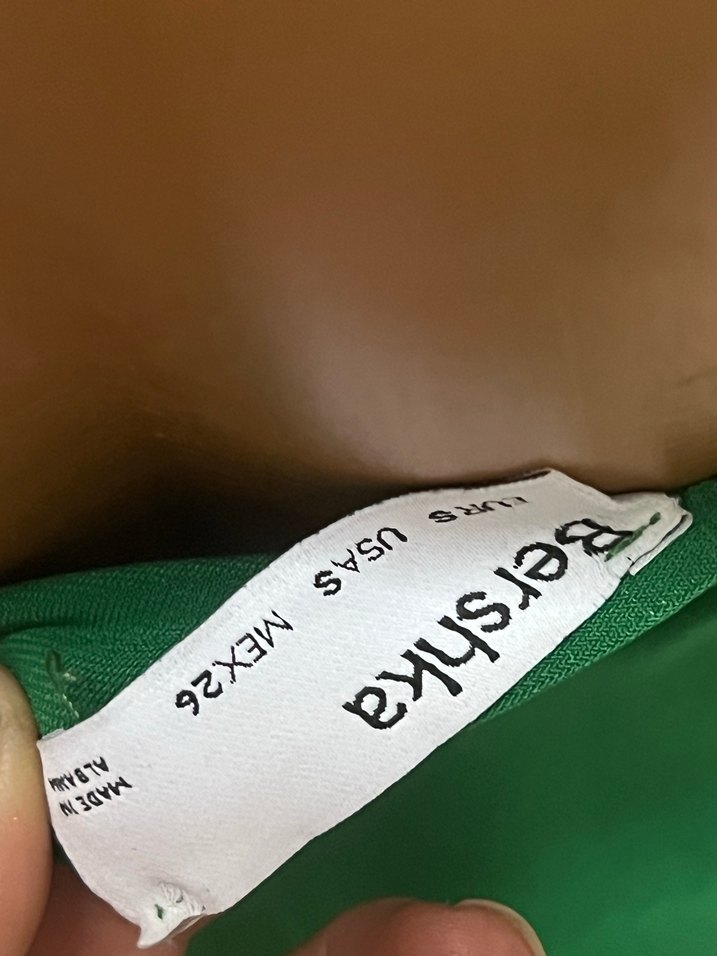 Bershka
EUR S USA S MEX 26
MADE IN
ALBANIA